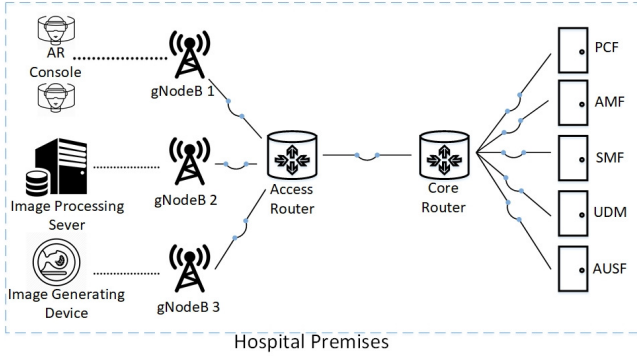 AR
Console
gNodeB 1
Image Processing
Sever
gNodeB 2
Image Generating
Device
gNodeB 3
Access
Router
Core
Router
PCF
AMF
SMF
UDM
AUSF
Hospital Premises